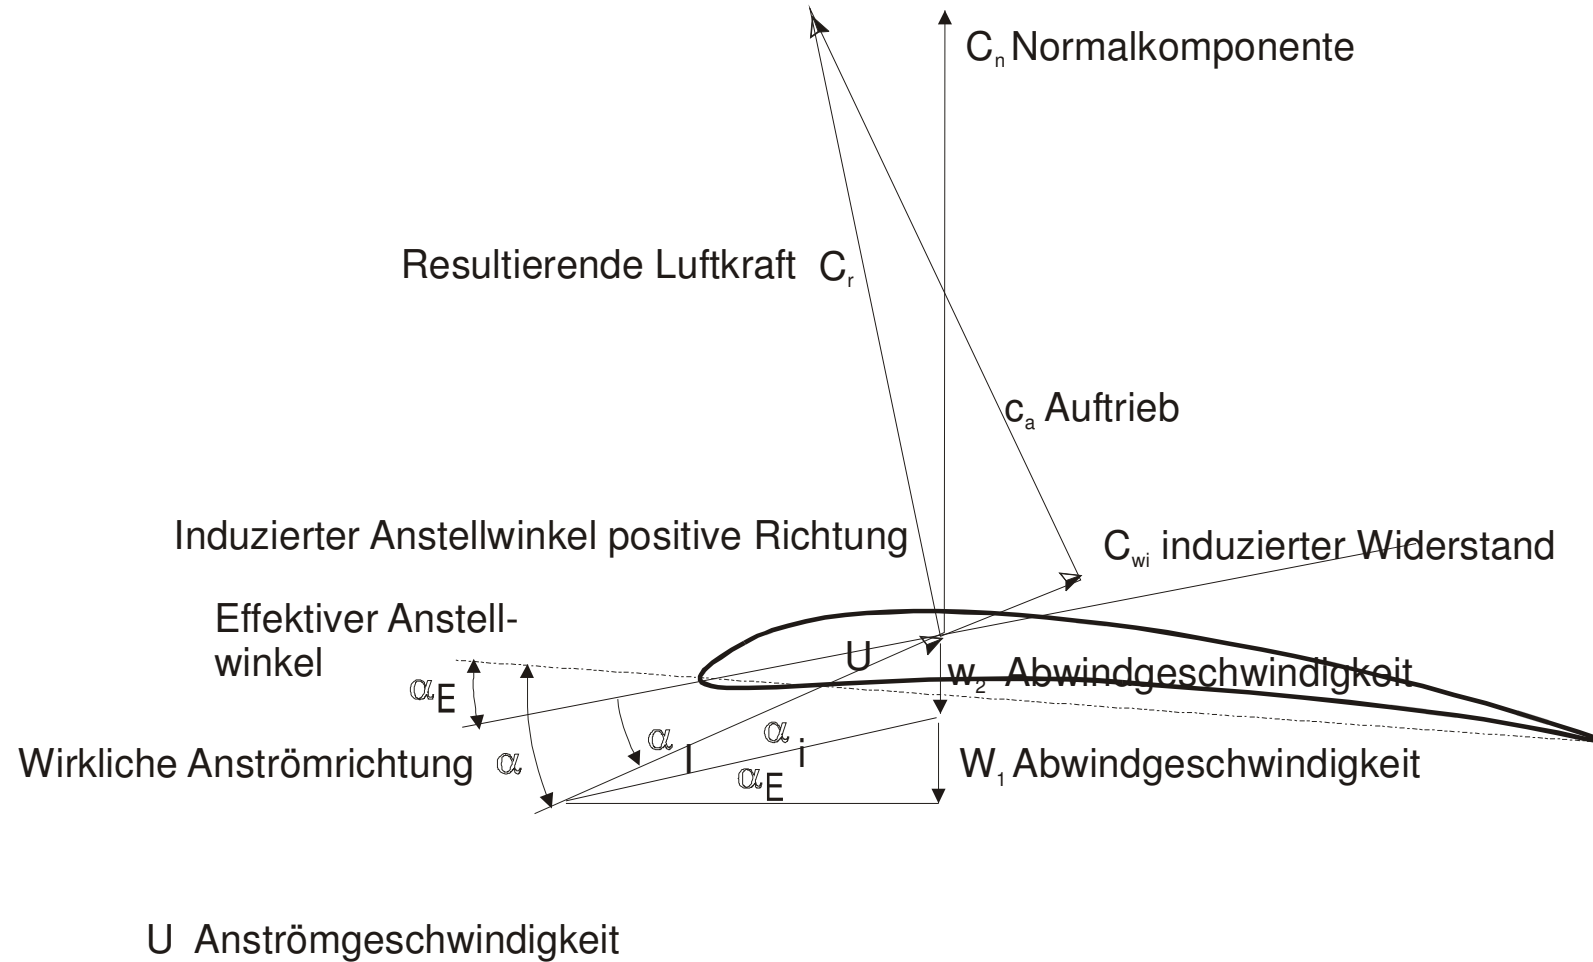 Cn Normalkomponente
Resultierende Luftkraft Cr
ca Auftrieb
Induzierter Anstellwinkel positive Richtung
Cwi induzierter Widerstand
Effektiver Anstell-
winkel
U
w2 Abwindgeschwindigkeit
αE
α I
α i
Wirkliche Anströmrichtung α
αE
W1 Abwindgeschwindigkeit
U Anströmgeschwindigkeit